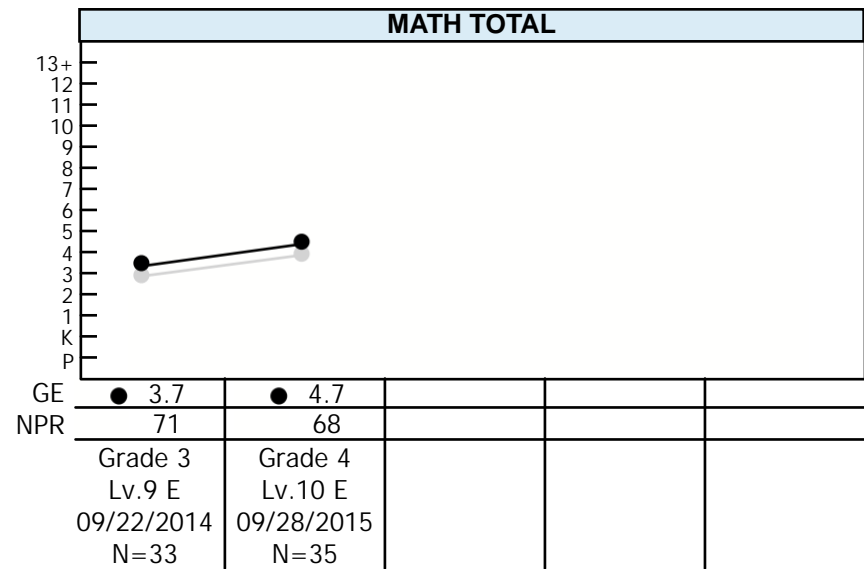 MATH TOTAL
13+
12
11
10
9
8
7
6
5
4
3
2
1
K
P
GE 3.7 4.7
NPR 71 68
Grade 3 Grade 4
Lv.9 E Lv.10 E
09/22/2014 09/28/2015
N=33 N=35